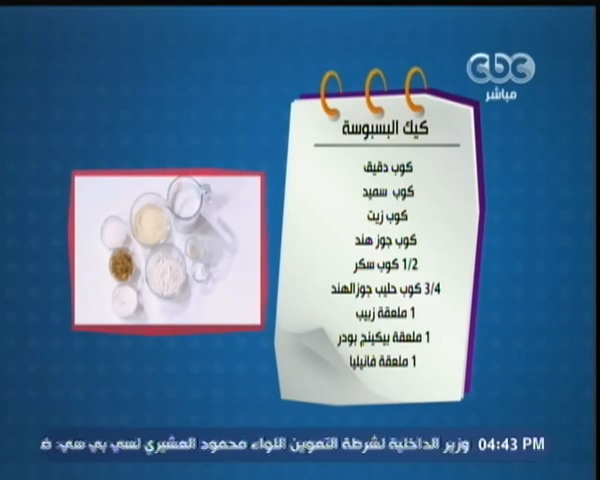 cbc
مباشر
كيك البسبوسة
كوب دقيق
كوب سميد
كوب زيت
كوب جوز هند
1/2 كوب سكر
3/4 كوب حليب جوزالهند
1 ملعقة زبيب
1 ملعقة بيكينج بودر
1 ملعقة فانيليا
04:43 PM وزير الداخلية لشرطة التموين اللواء محمود العشيري لسي بي سي: